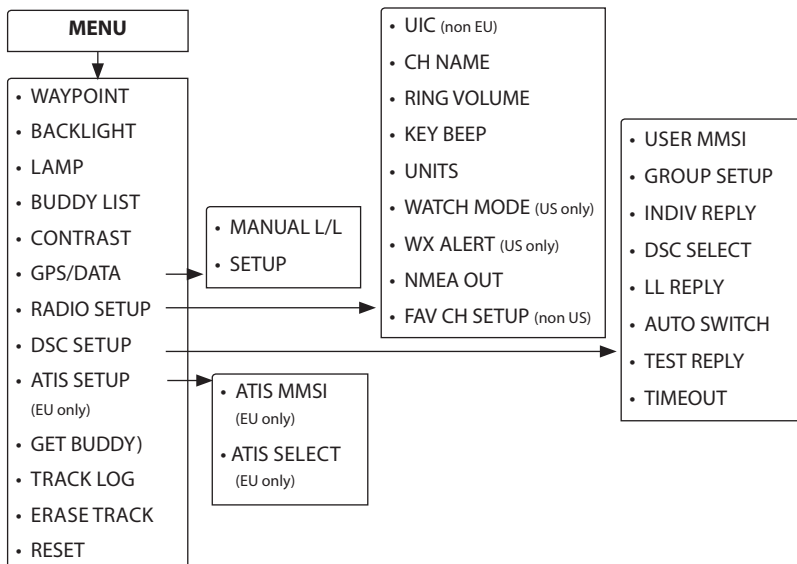 MENU
• WAYPOINT
• BACKLIGHT
• LAMP
• BUDDY LIST
• CONTRAST
• GPS/DATA
• RADIO SETUP
• DSC SETUP
• ATIS SETUP
(EU only)
• GET BUDDY)
• TRACK LOG
• ERASE TRACK
• RESET
• MANUAL L/L
• SETUP
• ATIS MMSI
(EU only)
• ATIS SELECT
(EU only)
• UIC (non EU)
• CH NAME
• RING VOLUME
• KEY BEEP
• UNITS
• WATCH MODE (US only)
• WX ALERT (US only)
• NMEA OUT
• FAV CH SETUP (non US)
• USER MMSI
• GROUP SETUP
• INDIV REPLY
• DSC SELECT
• LL REPLY
• AUTO SWITCH
• TEST REPLY
• TIMEOUT